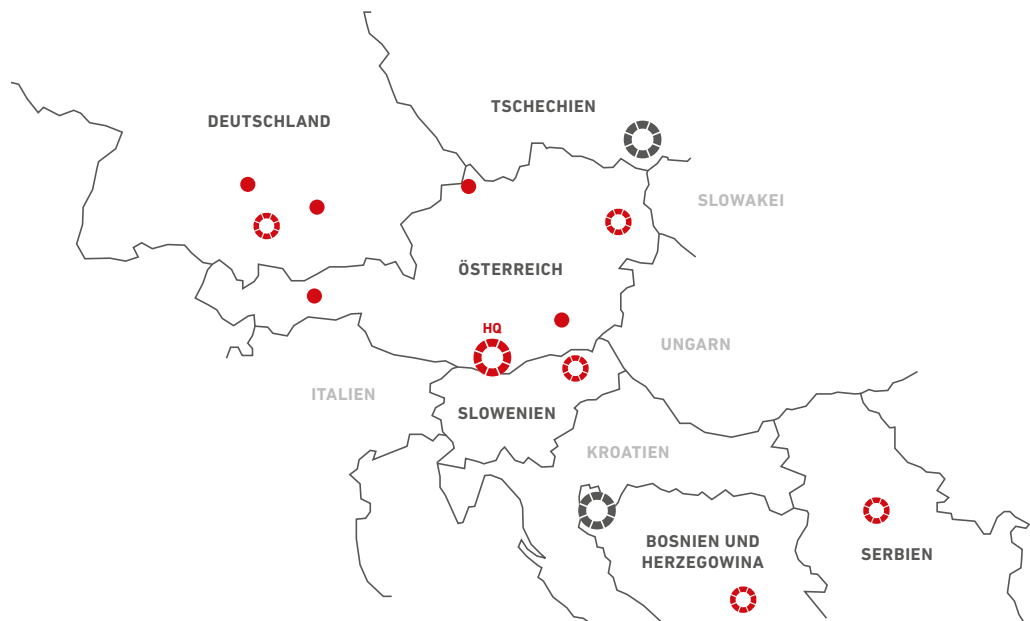 TSCHECHIEN
DEUTSCHLAND
SLOWAKEI
ÖSTERREICH
HQ
UNGARN
ITALIEN
SLOWENIEN
KROATIEN
BOSNIEN UND
HERZEGOWINA
SERBIEN